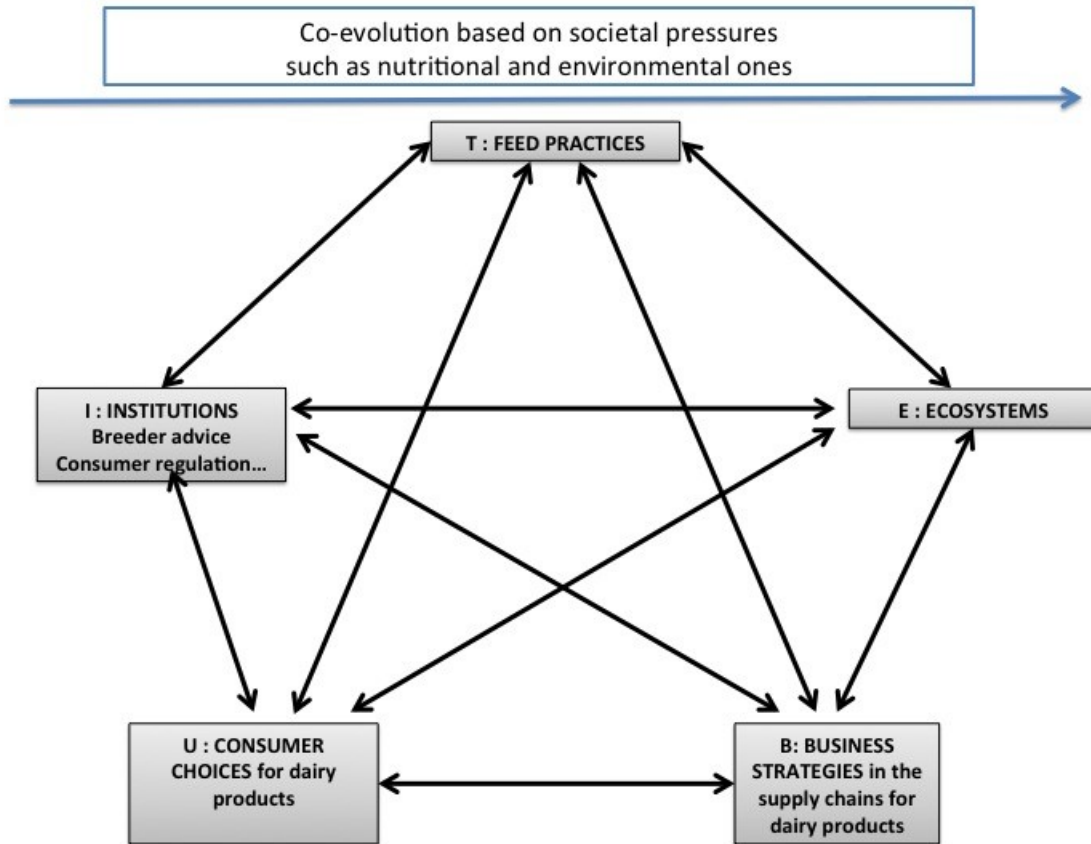 Co-evolution based on societal pressures
such as nutritional and environmental ones
T : FEED PRACTICES
I : INSTITUTIONS
Breeder advice
Consumer regulation…
E : ECOSYSTEMS
U : CONSUMER
CHOICES for dairy
products
B: BUSINESS
STRATEGIES in the
supply chains for
dairy products